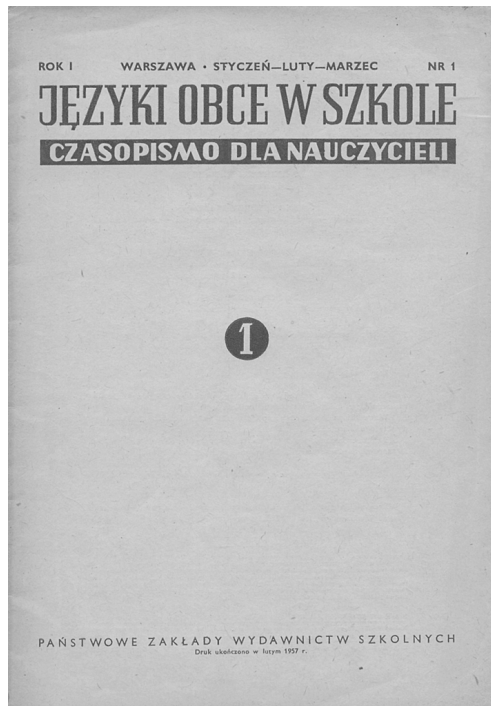 ROK I WARSZAWA • STYCZEŃ—LUTY—MARZEC NR 1
JĘZYKI OBCE W SZKOLE
CZASOPISMO DLA NAUCZYCIELI
1
PAŃSTWOWE ZAKŁADY WYDAWNICTW SZKOLNYCH
Druk ukończono w lutym 1957 r.